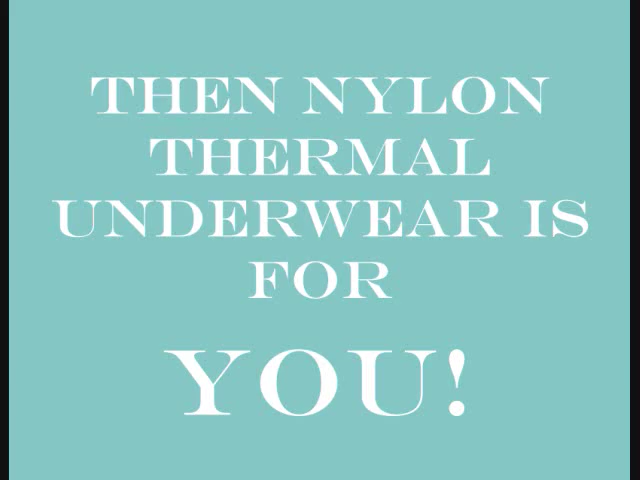 THEN NYLON
THERMAL
UNDERWEAR IS
FOR
YOU!